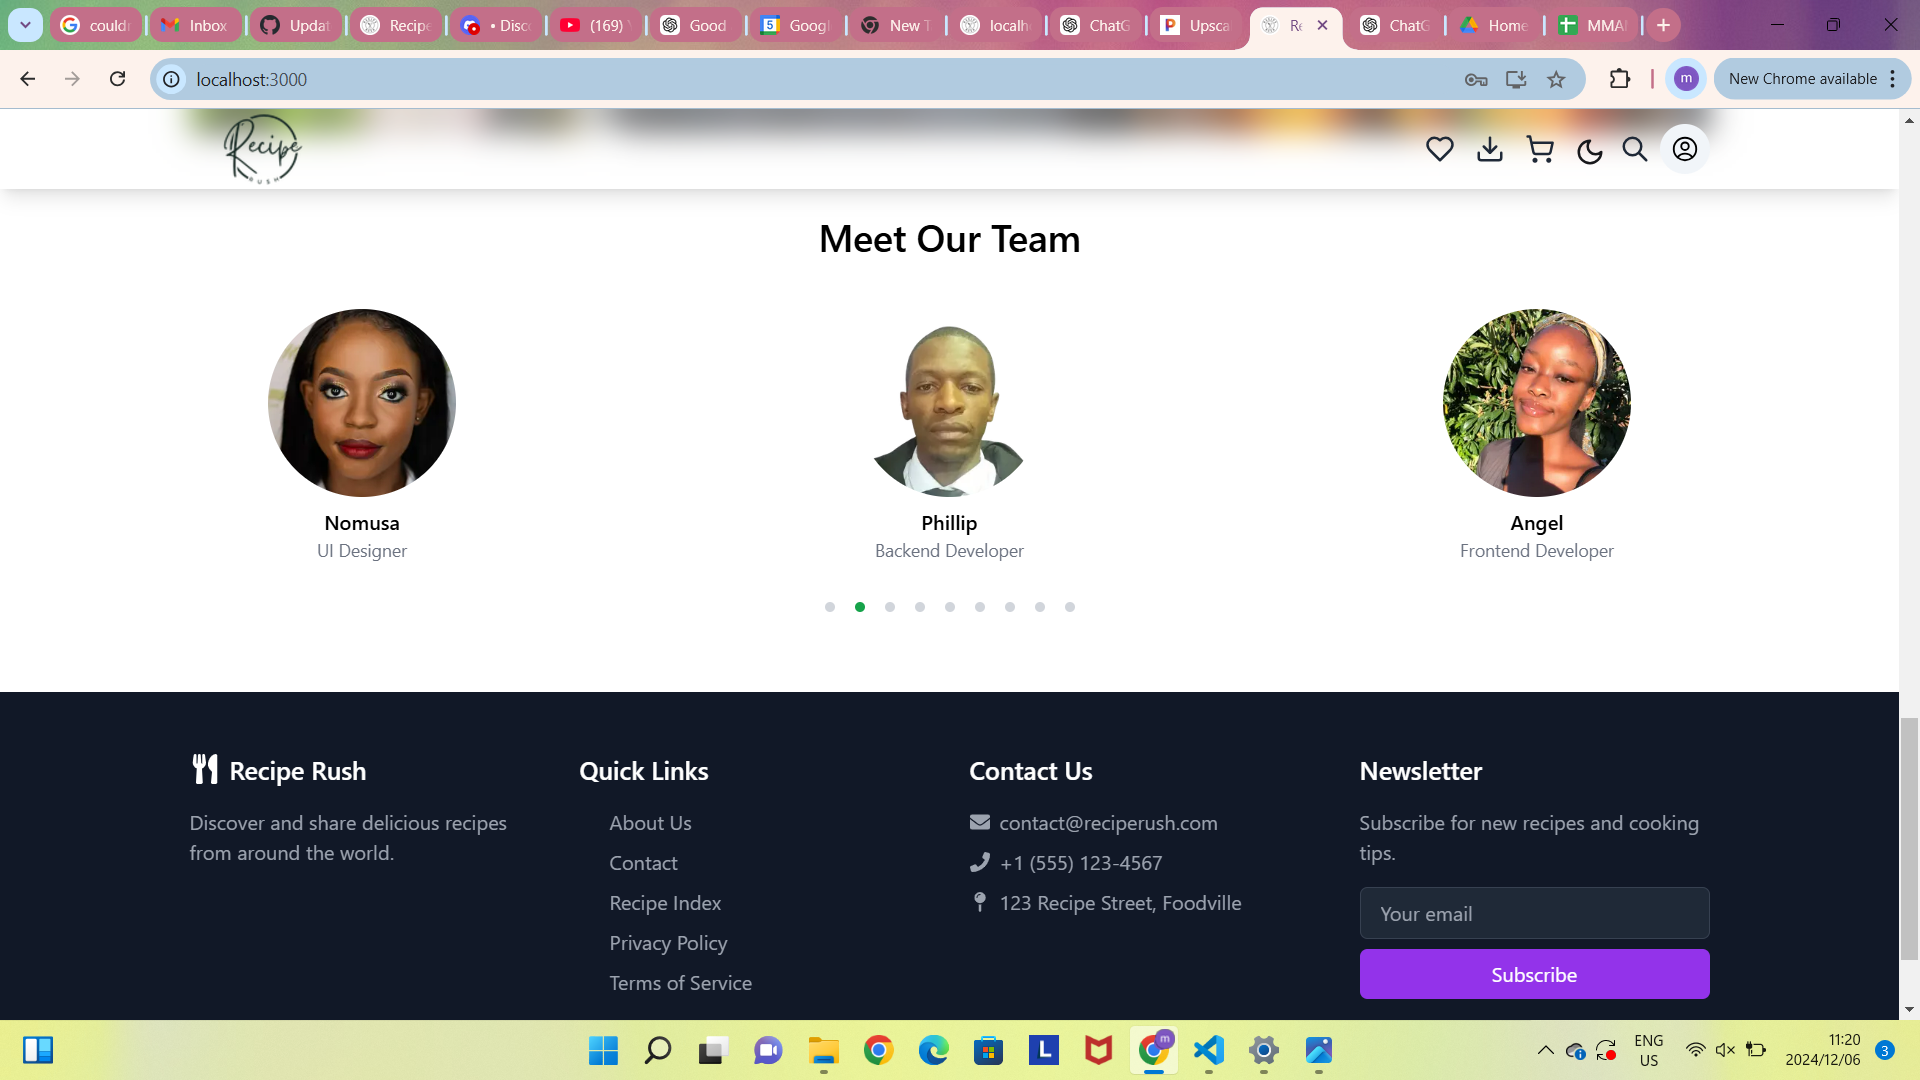 couldn
Inbox
Updat
Recipe
• Disco
(169) Y
Good
5
Googl
New T
localh
ChatG
P
Upsca
Re
ChatG
Home
MMAI
localhost:3000
m
New Chrome available
Recipe
RUSH
Meet Our Team
Nomusa
UI Designer
Phillip
Backend Developer
Angel
Frontend Developer
Recipe Rush
Discover and share delicious recipes
from around the world.
Quick Links
About Us
Contact
Recipe Index
Privacy Policy
Terms of Service
Contact Us
contact@reciperush.com
+1 (555) 123-4567
123 Recipe Street, Foodville
Newsletter
Subscribe for new recipes and cooking
tips.
Your email
Subscribe
L
m
ENG
US
11:20
2024/12/06
3